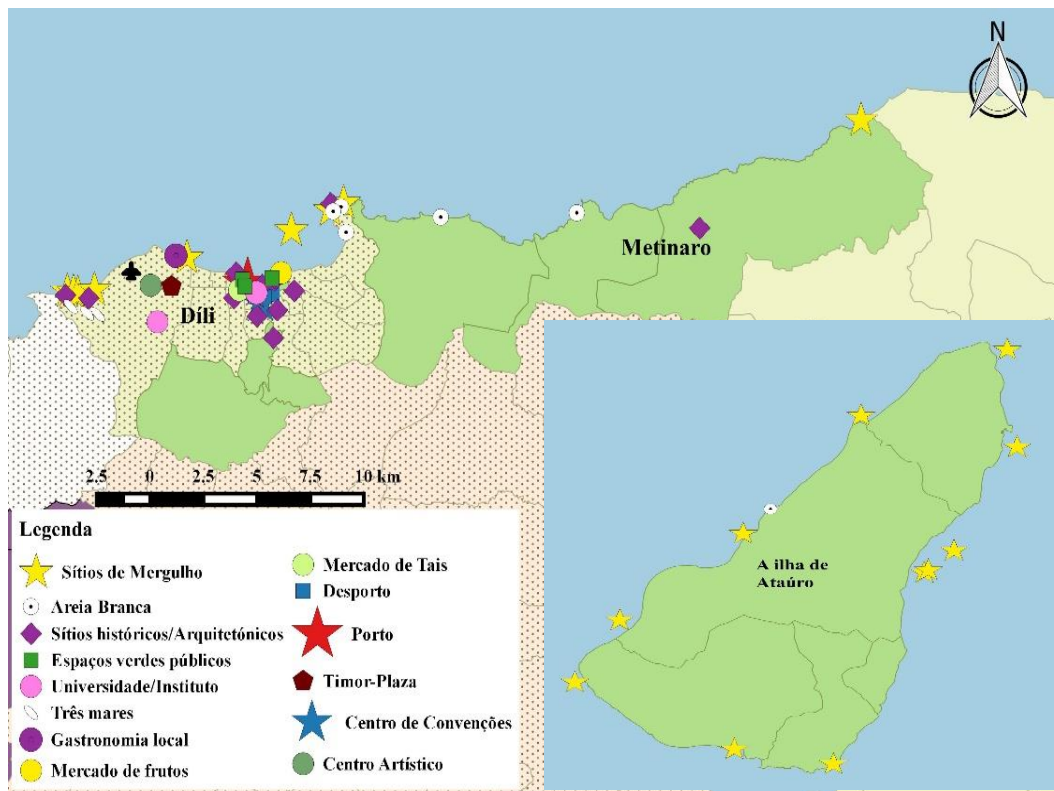 N
Metinaro
Díli
2.5 0 2.5 5 7.5 10 km
A ilha de
Ataúro
Legenda
Sítios de Mergulho
Areia Branca
Sítios históricos/Arquitetónicos
Espaços verdes públicos
Universidade/Instituto
Três mares
Gastronomia local
Mercado de frutos
Mercado de Tais
Desporto
Porto
Timor-Plaza
Centro de Convenções
Centro Artístico